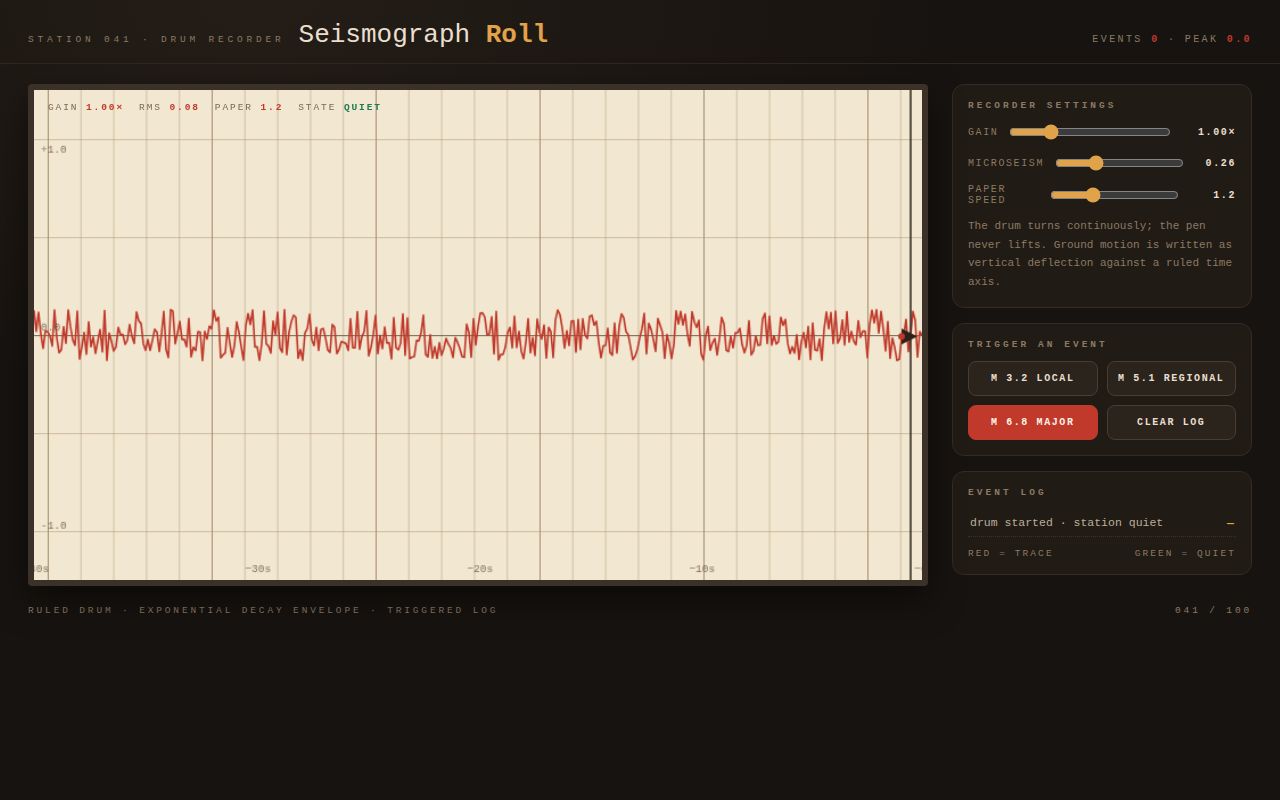 STATION 041 · DRUM RECORDER Seismograph Roll
EVENTS 0 · PEAK 0.0
GAIN 1.00× RMS 0.08 PAPER 1.2 STATE QUIET
+1.0
0.0
-1.0
−30s
−20s
−10s
RECORDER SETTINGS
GAIN 1.00×
MICROSEISM 0.26
PAPER SPEED 1.2
The drum turns continuously; the pen
never lifts. Ground motion is written as
vertical deflection against a ruled time
axis.
TRIGGER AN EVENT
M 3.2 LOCAL
M 5.1 REGIONAL
M 6.8 MAJOR
CLEAR LOG
EVENT LOG
drum started · station quiet —
RED = TRACE
GREEN = QUIET
RULED DRUM · EXPONENTIAL DECAY ENVELOPE · TRIGGERED LOG
041 / 100